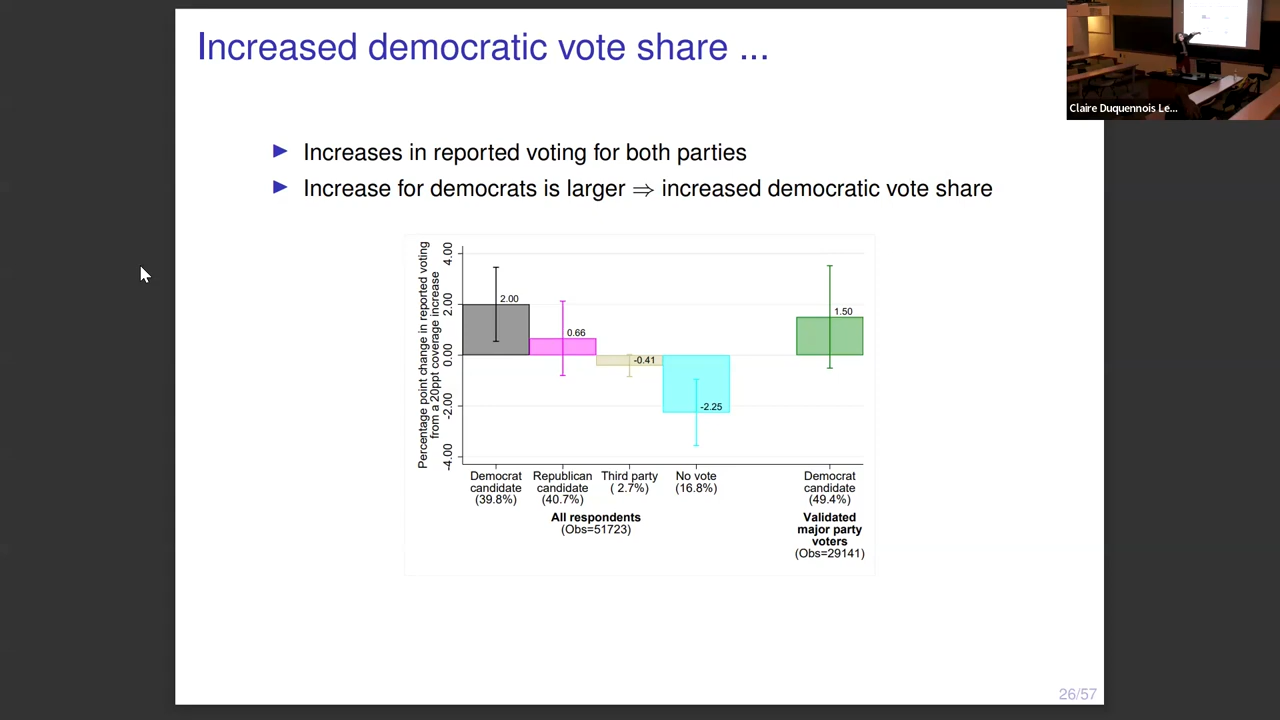 Increased democratic vote share ...
Claire Duquennois Le...
▶ Increases in reported voting for both parties
▶ Increase for democrats is larger ⇒ increased democratic vote share
Percentage point change in reported voting
from a 20ppt coverage increase
4.00
2.00
0.00
-2.00
-4.00
2.00
0.66
-0.41
-2.25
1.50
Democrat
candidate
(39.8%)
Republican
candidate
(40.7%)
Third party
( 2.7%)
No vote
(16.8%)
Democrat
candidate
(49.4%)
All respondents
(Obs=51723)
Validated
major party
voters
(Obs=29141)
26/57